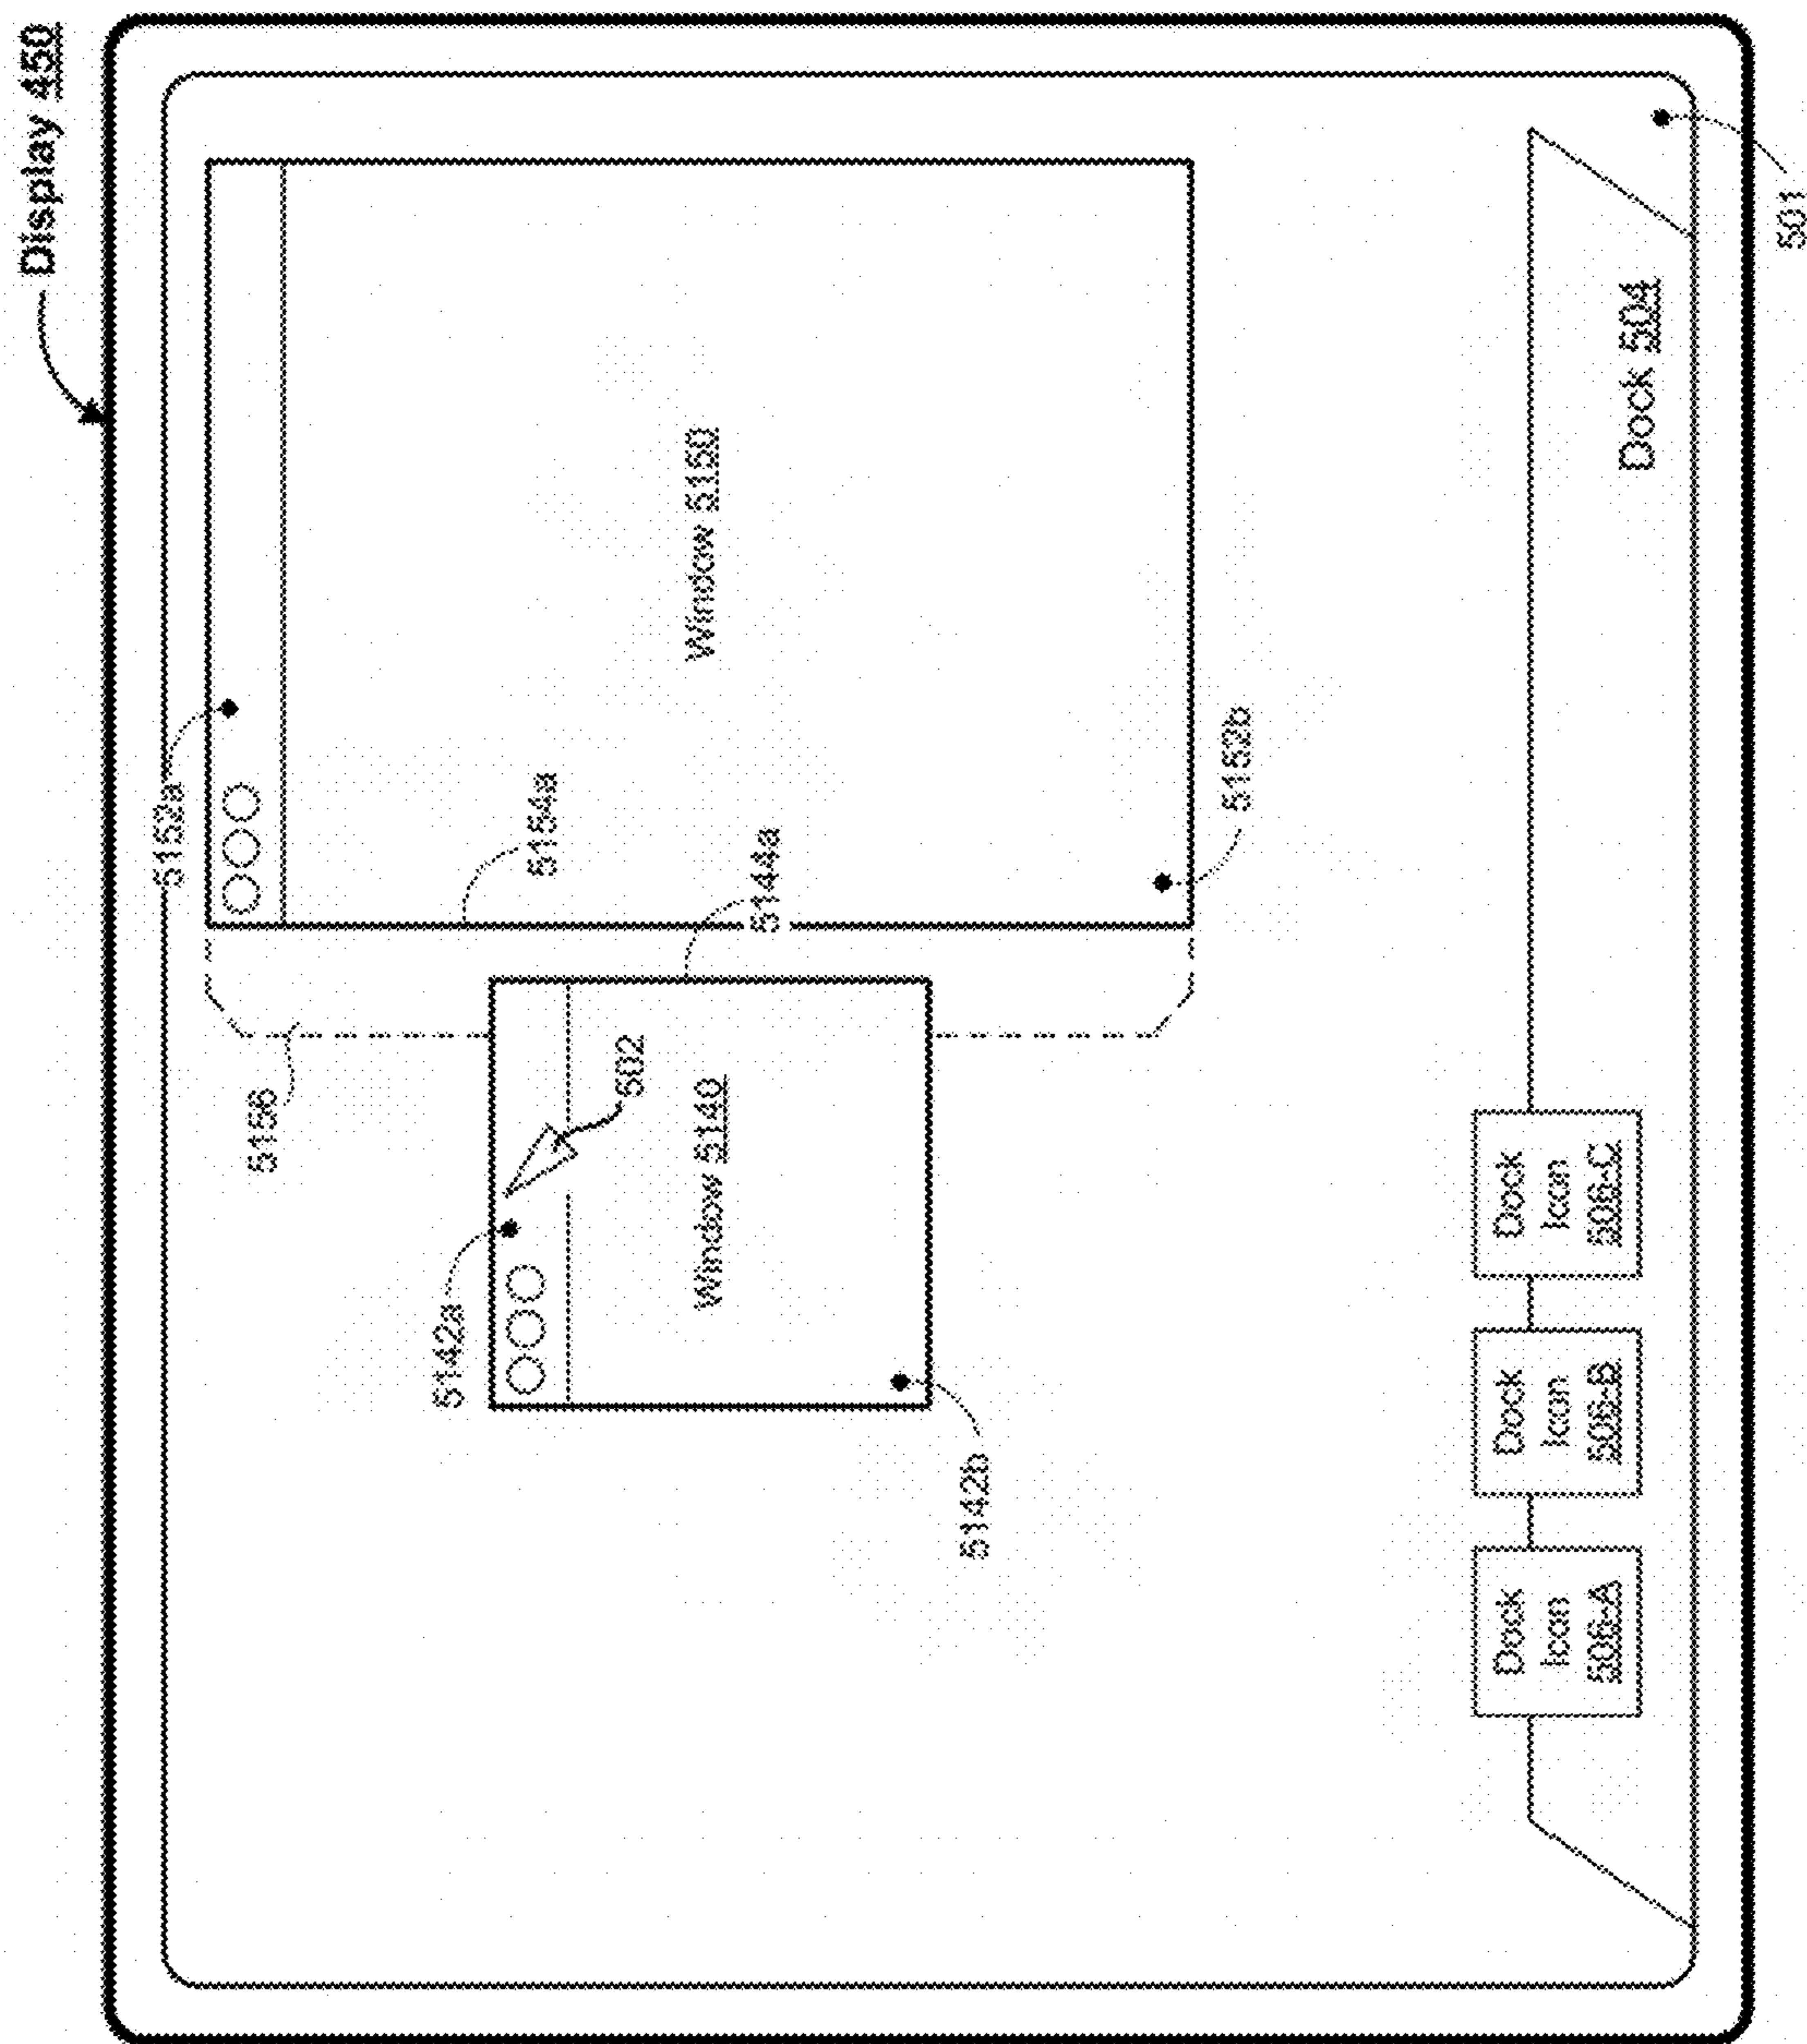 Display 450
5152a
5154a
5144a
Window 5150
5156
5142a
502
Window 5140
5152b
5142b
Dock
Icon
506-A
Dock
Icon
506-B
Dock
Icon
506-C
Dock 504
501